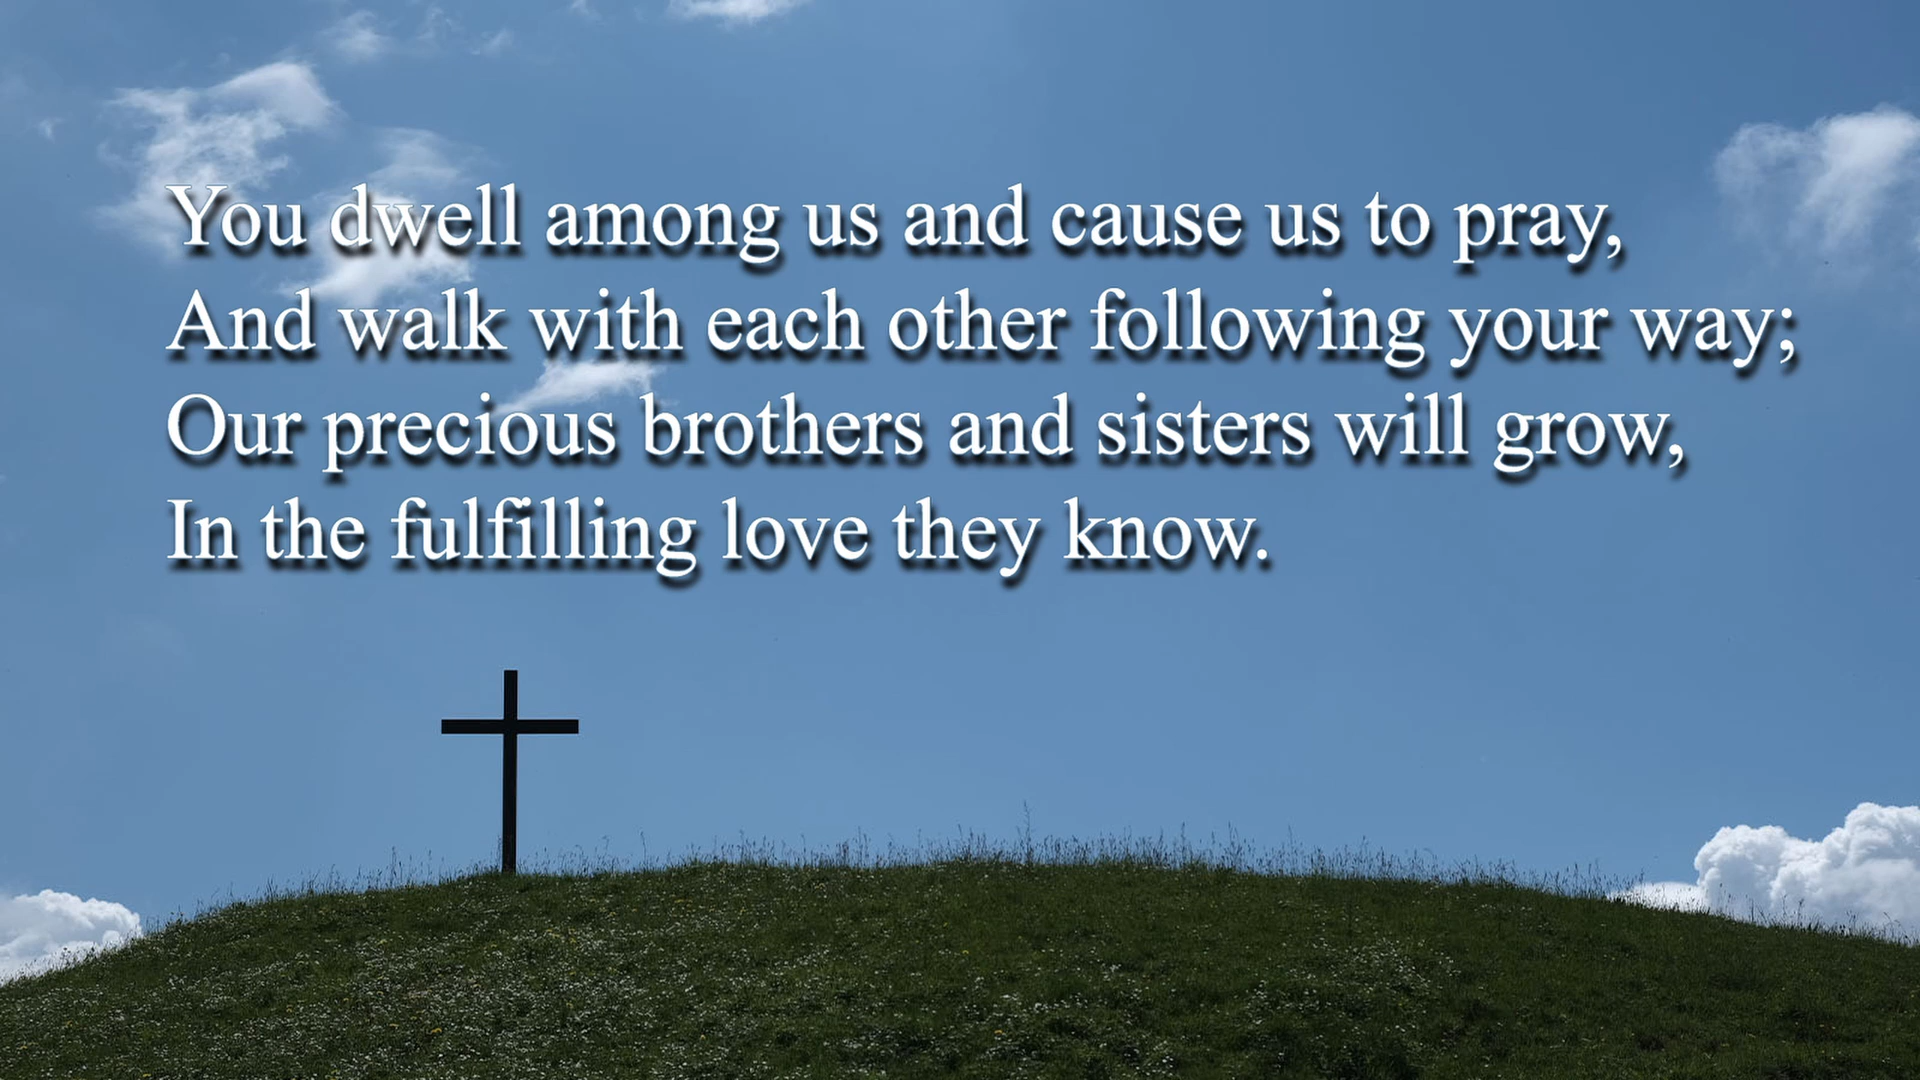 You dwell among us and cause us to pray,
And walk with each other following your way;
Our precious brothers and sisters will grow,
In the fulfilling love they know.